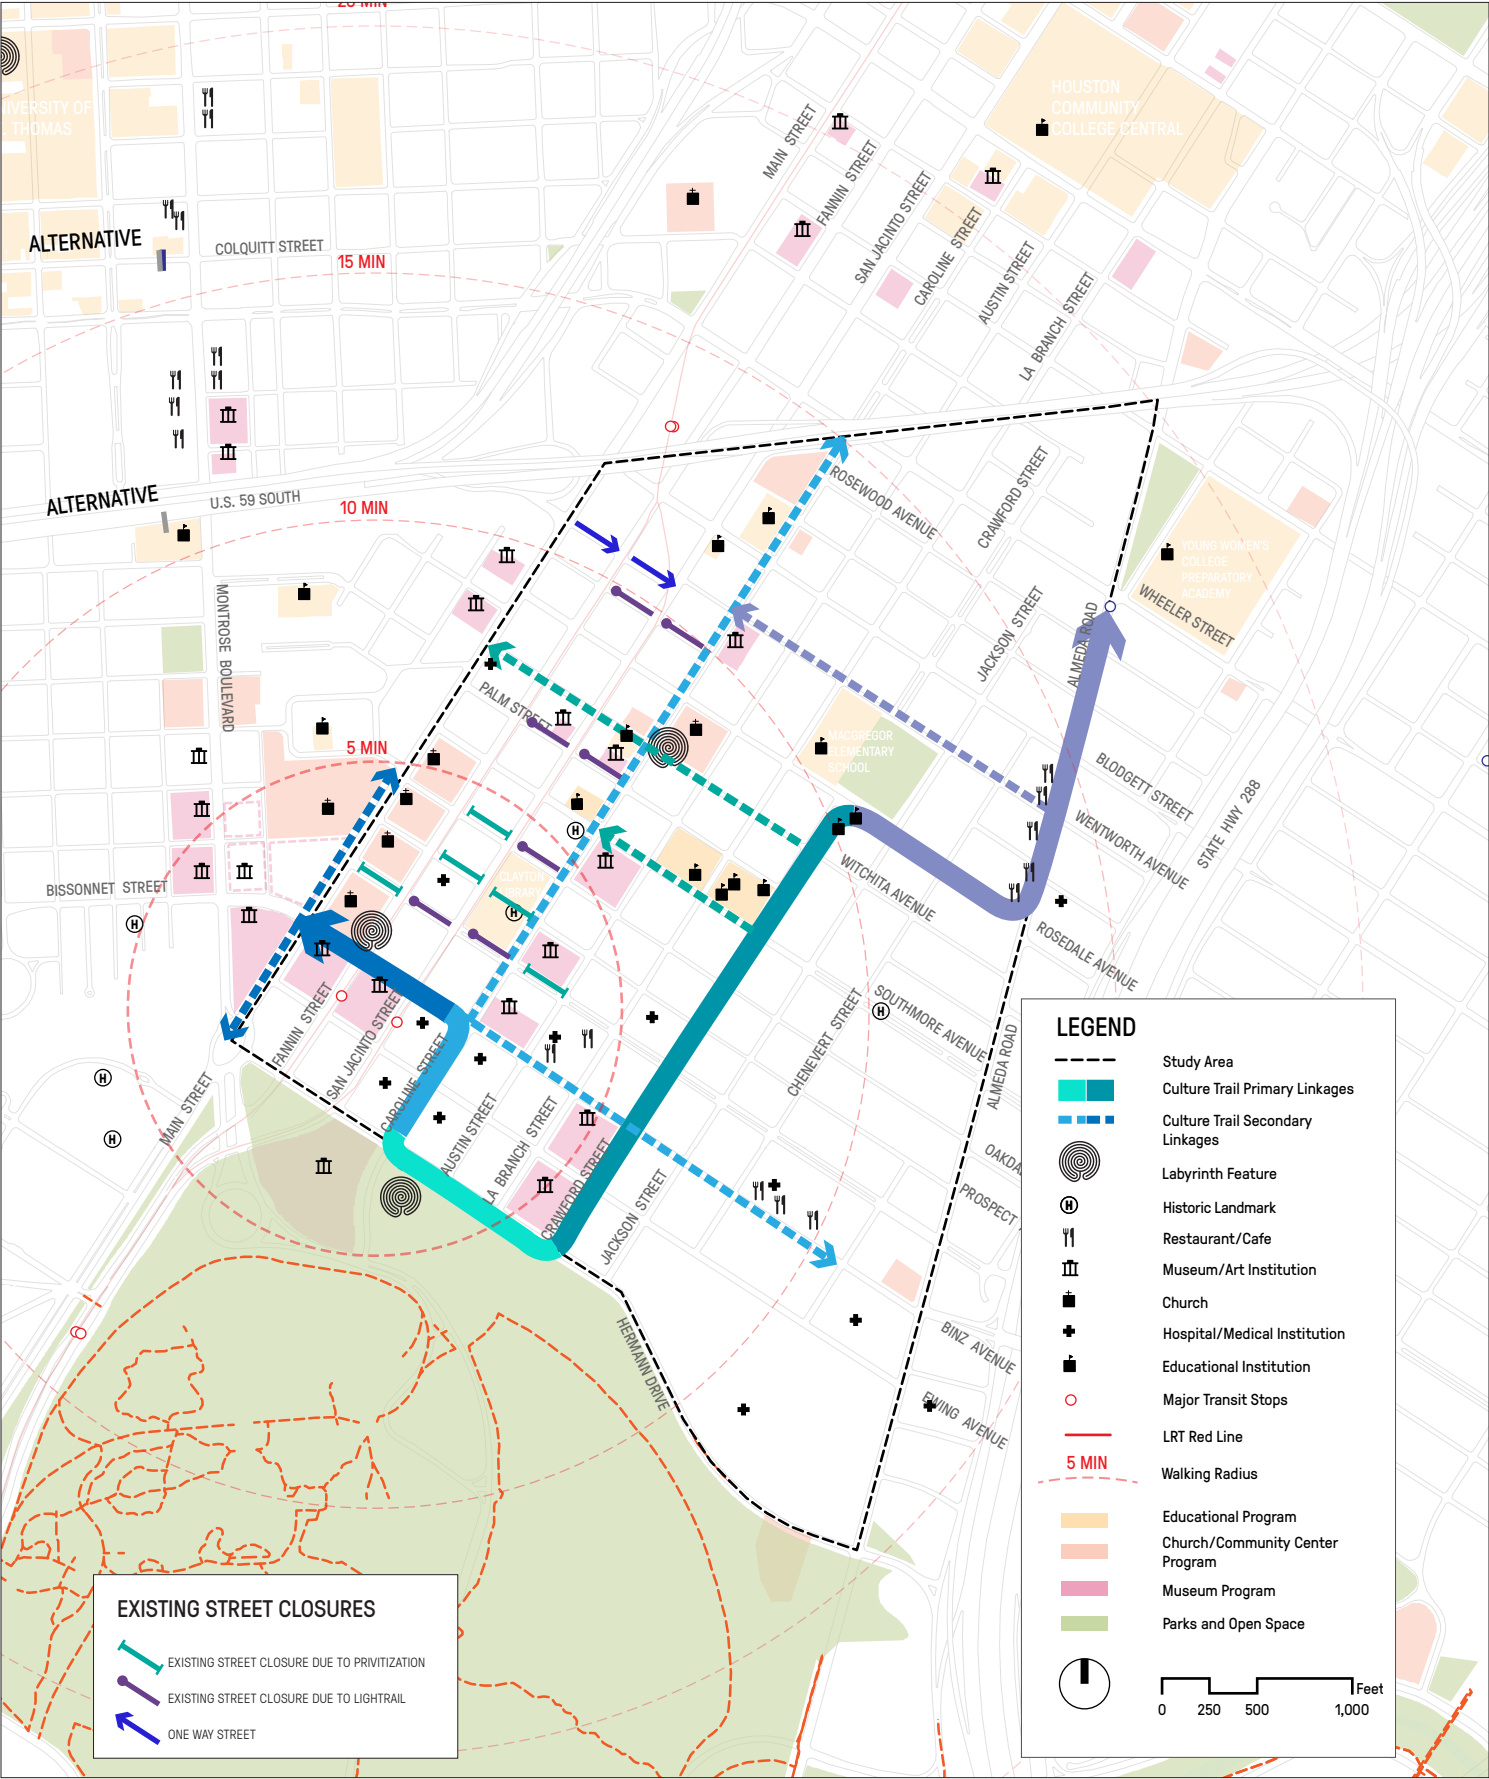 20 MIN
HOUSTON
COMMUNITY
COLLEGE CENTRAL
UNIVERSITY OF
THOMAS
MAIN STREET
FANNIN STREET
SAN JACINTO STREET
CAROLINE STREET
AUSTIN STREET
LA BRANCH STREET
ALTERNATIVE
COLQUITT STREET
15 MIN
ALTERNATIVE
U.S. 59 SOUTH
10 MIN
ROSEWOOD AVENUE
CRAWFORD STREET
YOUNG WOMEN'S
COLLEGE
PREPARATORY
ACADEMY
WHEELER STREET
JACKSON STREET
ALMEDA ROAD
MONTROSE BOULEVARD
PALM STREET
5 MIN
MACGREGOR
ELEMENTARY
SCHOOL
BLODGETT STREET
WENTWORTH AVENUE
STATE HWY 288
WITCHITA AVENUE
ROSEDALE AVENUE
BISSONNET STREET
CLAYTON
LIBRARY
H
H
H
H
H
H
SOUTHMORE AVENUE
CHENEVERT STREET
ALMEDA ROAD
FANNIN STREET
SAN JACINTO STREET
CAROLINE STREET
MAIN STREET
AUSTIN STREET
LA BRANCH STREET
CRAWFORD STREET
JACKSON STREET
OAKDA
PROSPECT
HERMANN DRIVE
BINZ AVENUE
EWING AVENUE
LEGEND
Study Area
Culture Trail Primary Linkages
Culture Trail Secondary
Linkages
Labyrinth Feature
H
Historic Landmark
Restaurant/Cafe
Museum/Art Institution
Church
Hospital/Medical Institution
Educational Institution
Major Transit Stops
LRT Red Line
5 MIN
Walking Radius
Educational Program
Church/Community Center
Program
Museum Program
Parks and Open Space
Feet
0 250 500 1,000
EXISTING STREET CLOSURES
EXISTING STREET CLOSURE DUE TO PRIVITIZATION
EXISTING STREET CLOSURE DUE TO LIGHTRAIL
ONE WAY STREET